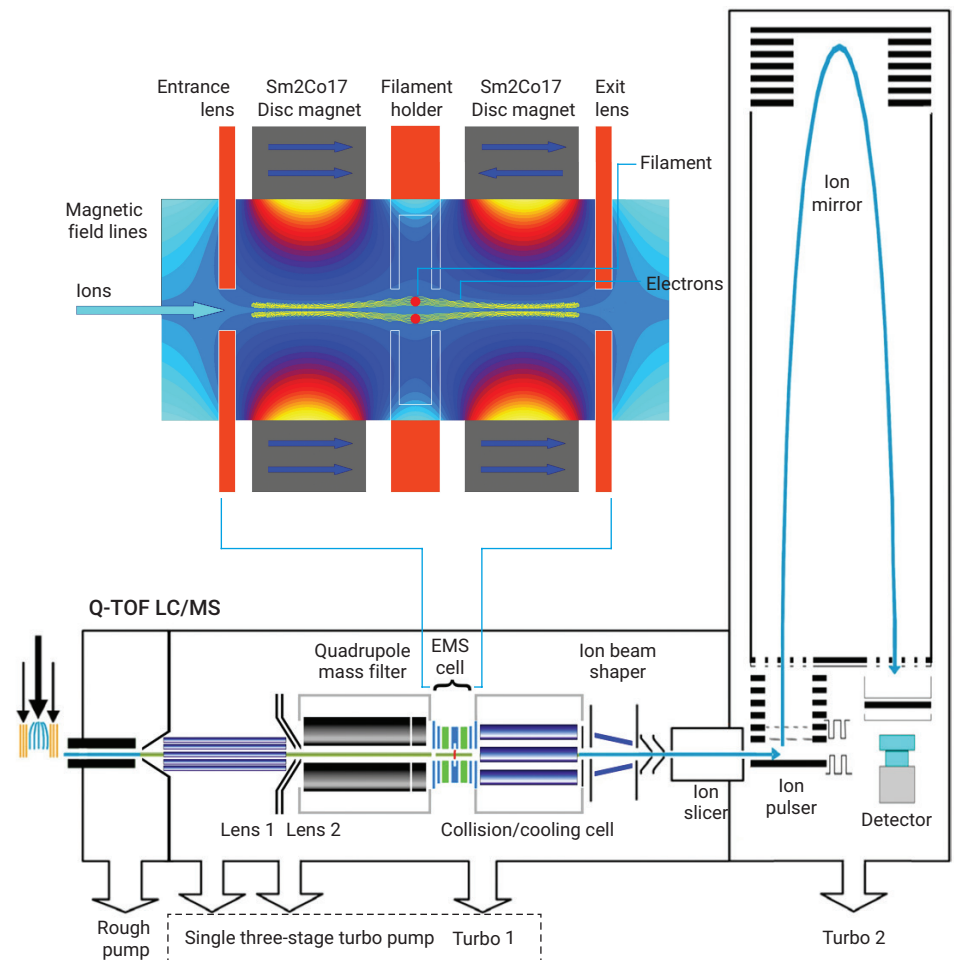 Entrance
lens
Sm2Co17
Disc magnet
Filament
holder
Sm2Co17
Disc magnet
Exit
lens
Filament
Magnetic
field lines
Ion
mirror
Ions
Electrons
Q-TOF LC/MS
Quadrupole
mass filter
EMS
cell
Ion beam
shaper
Lens 1
Lens 2
Collision/cooling cell
Ion
slicer
Ion
pulser
Detector
Rough
pump
Single three-stage turbo pump
Turbo 1
Turbo 2